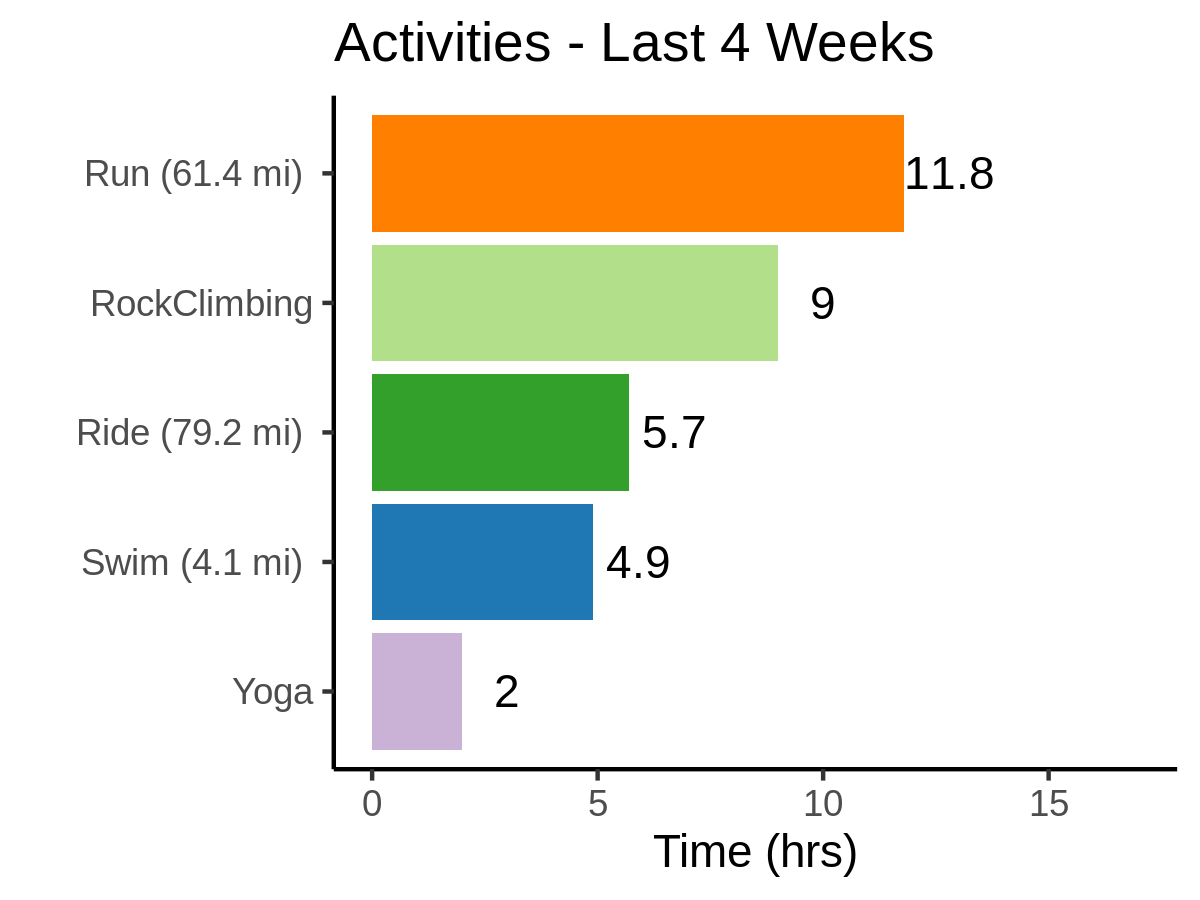 Activities - Last 4 Weeks
Run (61.4 mi)
11.8
RockClimbing
9
Ride (79.2 mi)
5.7
Swim (4.1 mi)
4.9
Yoga
2
0 5 10 15
Time (hrs)